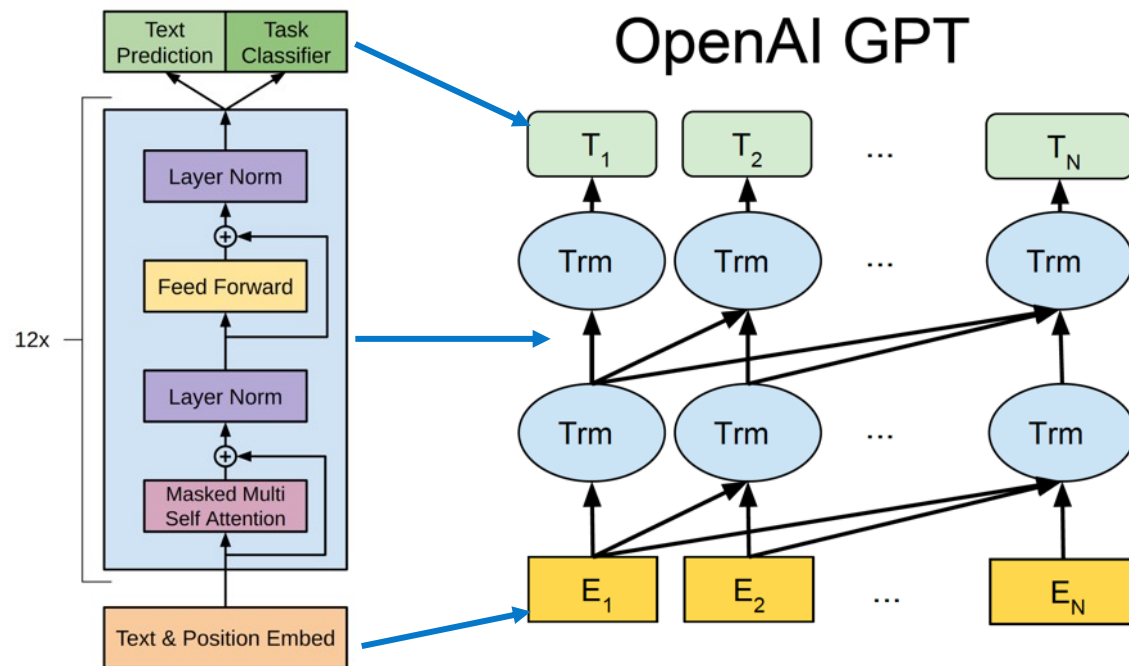 Text
Prediction
Task
Classifier
Layer Norm
+
Feed Forward
12x
Layer Norm
+
Masked Multi
Self Attention
Text & Position Embed
OpenAI GPT
T1 T2 ... TN
Trm Trm ... Trm
Trm Trm ... Trm
E1 E2 ... EN